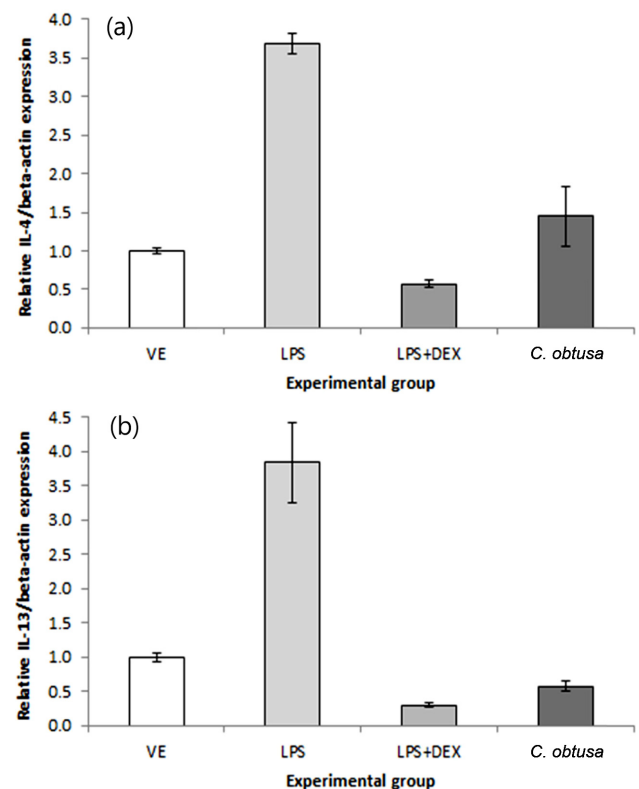 (a)
Relative IL-4/beta-actin expression
4.0
3.5
3.0
2.5
2.0
1.5
1.0
0.5
0.0
VE LPS LPS+DEX C. obtusa
Experimental group
(b)
Relative IL-13/beta-actin expression
4.5
4.0
3.5
3.0
2.5
2.0
1.5
1.0
0.5
0.0
VE LPS LPS+DEX C. obtusa
Experimental group